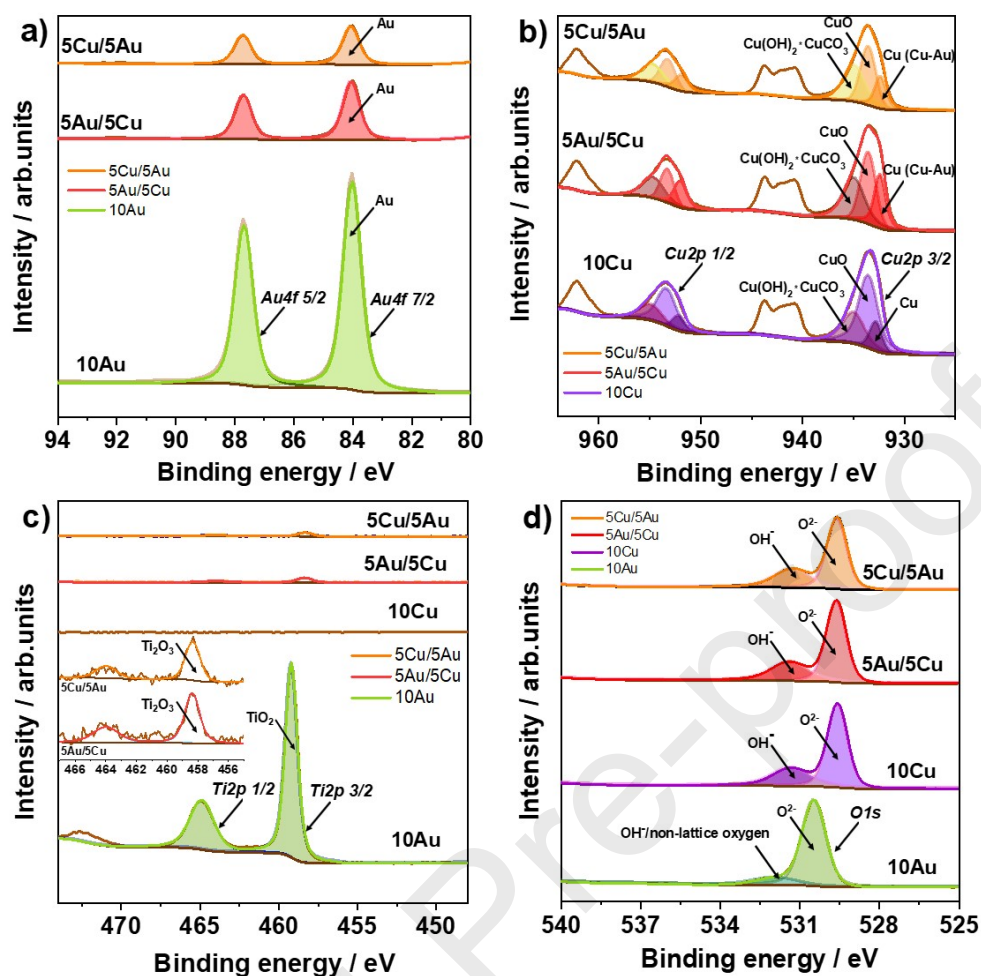 a)
5Cu/5Au
Au
5Au/5Cu
Au
5Cu/5Au
5Au/5Cu
10Au
Au
Au4f 5/2
Au4f 7/2
10Au
Intensity / arb.units
94 92 90 88 86 84 82 80
Binding energy / eV
b)
5Cu/5Au
CuO
Cu(OH)₂·CuCO₃
Cu (Cu-Au)
5Au/5Cu
CuO
Cu(OH)₂·CuCO₃
Cu (Cu-Au)
10Cu
Cu2p 1/2
CuO
Cu2p 3/2
Cu(OH)₂·CuCO₃
Cu
5Cu/5Au
5Au/5Cu
10Cu
Intensity / arb.units
960 950 940 930
Binding energy / eV
c)
5Cu/5Au
5Au/5Cu
10Cu
Ti₂O₃
5Cu/5Au
Ti₂O₃
5Au/5Cu
466 464 462 460 458 456
5Cu/5Au
5Au/5Cu
10Au
TiO₂
Ti2p 1/2
Ti2p 3/2
10Au
Intensity / arb.units
470 465 460 455 450
Binding energy / eV
d)
5Cu/5Au
5Au/5Cu
10Cu
10Au
OH⁻
O²⁻
5Cu/5Au
OH⁻
O²⁻
5Au/5Cu
OH⁻
O²⁻
10Cu
OH⁻/non-lattice oxygen
O²⁻
O1s
10Au
Intensity / arb.units
540 537 534 531 528 525
Binding energy / eV
Pre-proof